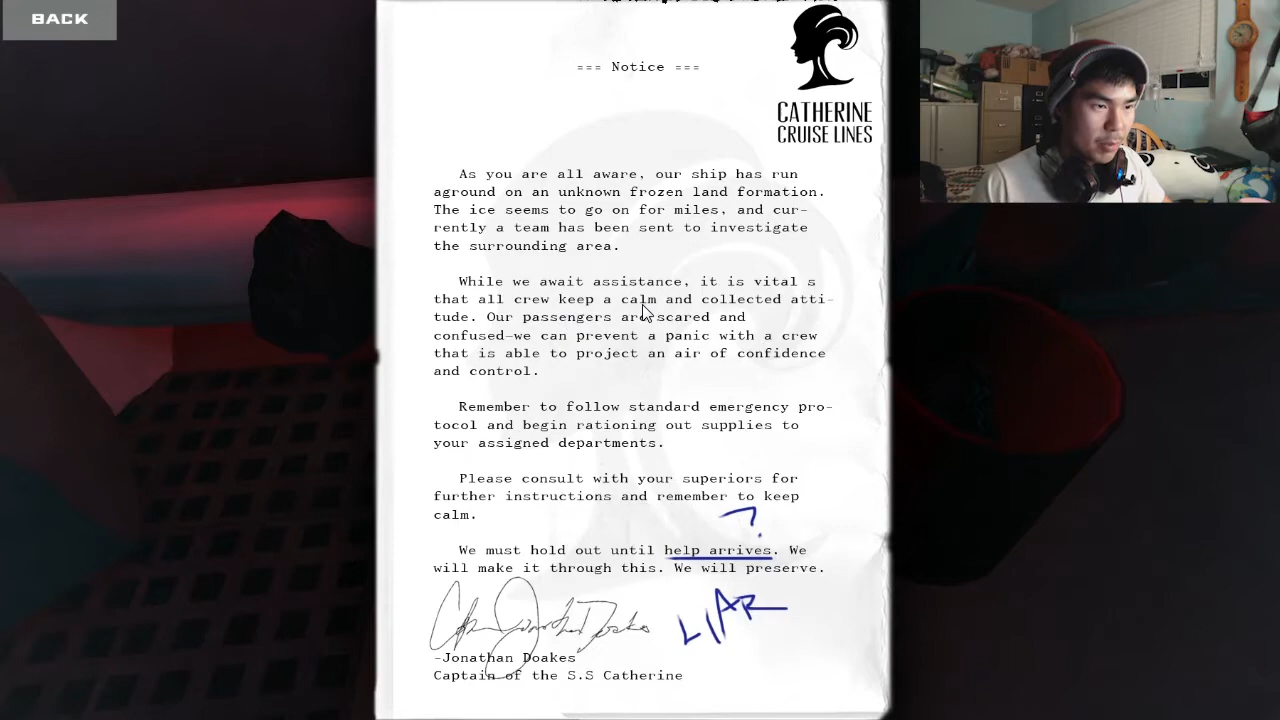 BACK
=== Notice ===
CATHERINE
CRUISE LINES
As you are all aware, our ship has run
aground on an unknown frozen land formation.
The ice seems to go on for miles, and cur-
rently a team has been sent to investigate
the surrounding area.
While we await assistance, it is vital s
that all crew keep a calm and collected atti-
tude. Our passengers are scared and
confused—we can prevent a panic with a crew
that is able to project an air of confidence
and control.
Remember to follow standard emergency pro-
tocol and begin rationing out supplies to
your assigned departments.
Please consult with your superiors for
further instructions and remember to keep
calm.
?
We must hold out until help arrives. We
will make it through this. We will preserve.
LIAR
-Jonathan Doakes
Captain of the S.S Catherine